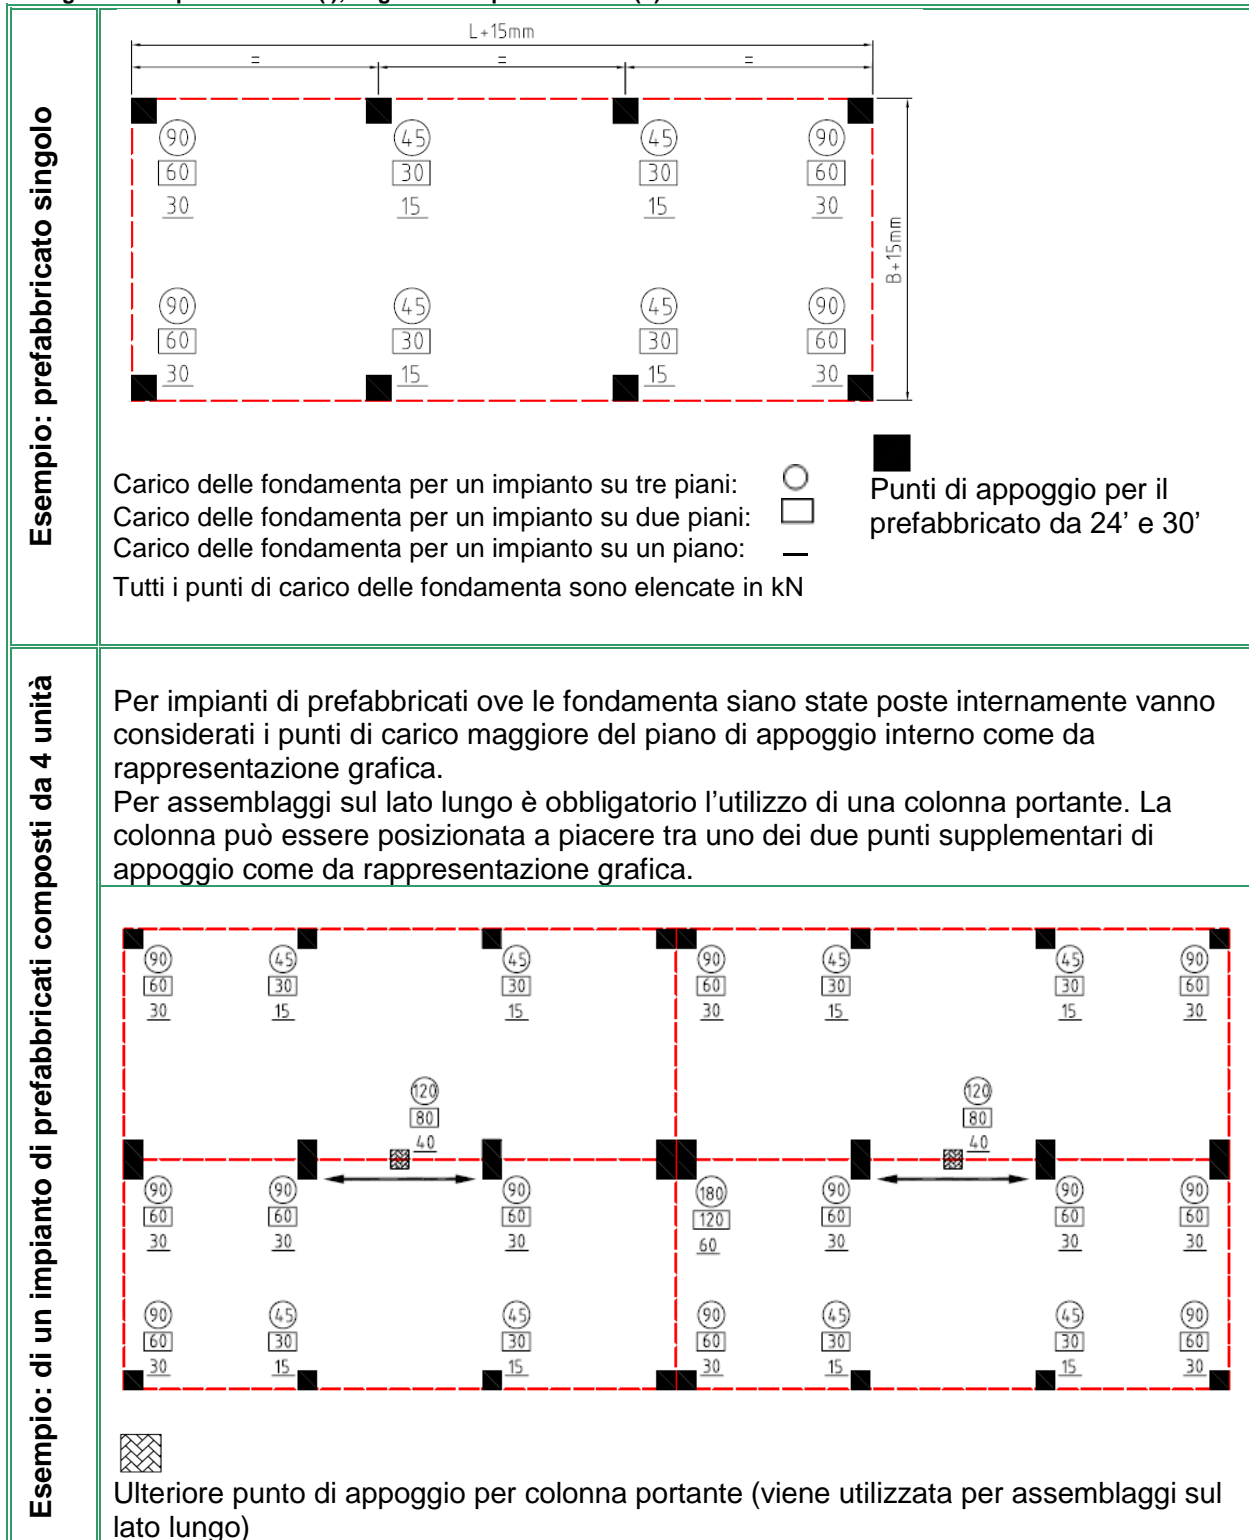 Esempio: prefabbricato singolo
L+15mm
= = =
90 45 45 90
60 30 30 60
30 15 15 30
B+15mm
90 45 45 90
60 30 30 60
30 15 15 30
Carico delle fondamenta per un impianto su tre piani:
Carico delle fondamenta per un impianto su due piani:
Carico delle fondamenta per un impianto su un piano:
Tutti i punti di carico delle fondamenta sono elencate in kN
Punti di appoggio per il
prefabbricato da 24’ e 30’
Esempio: di un impianto di prefabbricati composti da 4 unità
Per impianti di prefabbricati ove le fondamenta siano state poste internamente vanno
considerati i punti di carico maggiore del piano di appoggio interno come da
rappresentazione grafica.
Per assemblaggi sul lato lungo è obbligatorio l’utilizzo di una colonna portante. La
colonna può essere posizionata a piacere tra uno dei due punti supplementari di
appoggio come da rappresentazione grafica.
90 45 45 90 45 45 90
60 30 30 60 30 30 60
30 15 15 30 15 15 30
120 120
80 80
40 40
90 90 90 180 90 90 90
60 60 60 120 60 60 60
30 30 30 60 30 30 30
90 45 45 90 45 45 90
60 30 30 60 30 30 60
30 15 15 30 15 15 30
Ulteriore punto di appoggio per colonna portante (viene utilizzata per assemblaggi sul
lato lungo)